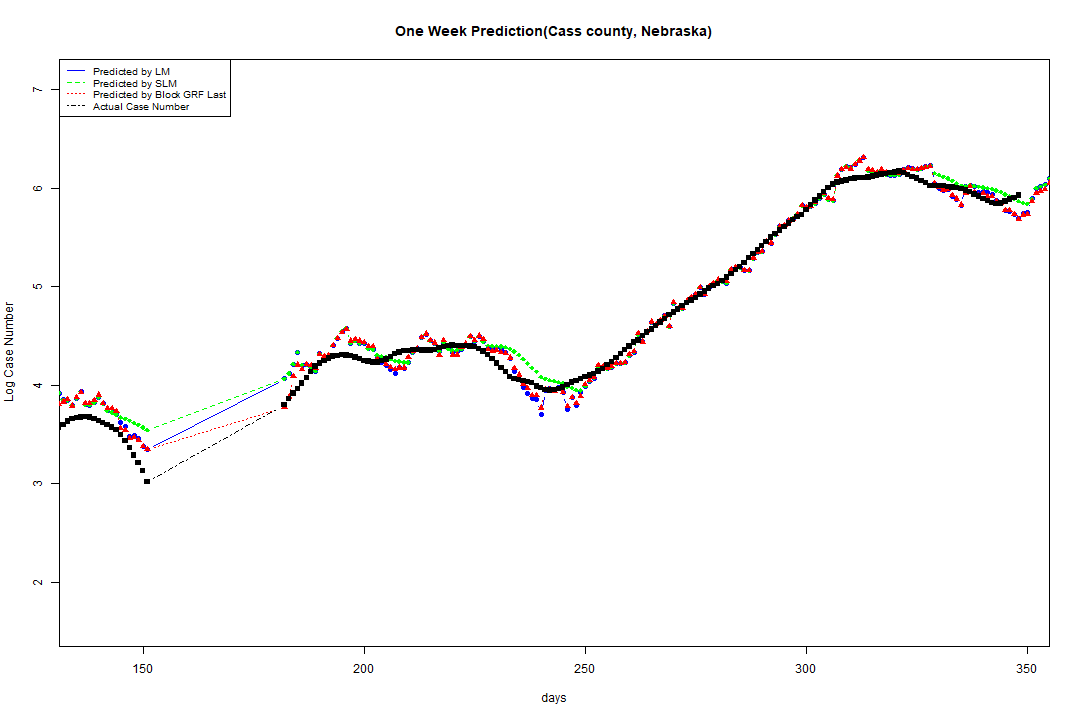 One Week Prediction(Cass county, Nebraska)
Predicted by LM
Predicted by SLM
Predicted by Block GRF Last
Actual Case Number
Log Case Number
7
6
5
4
3
2
150 200 250 300 350
days